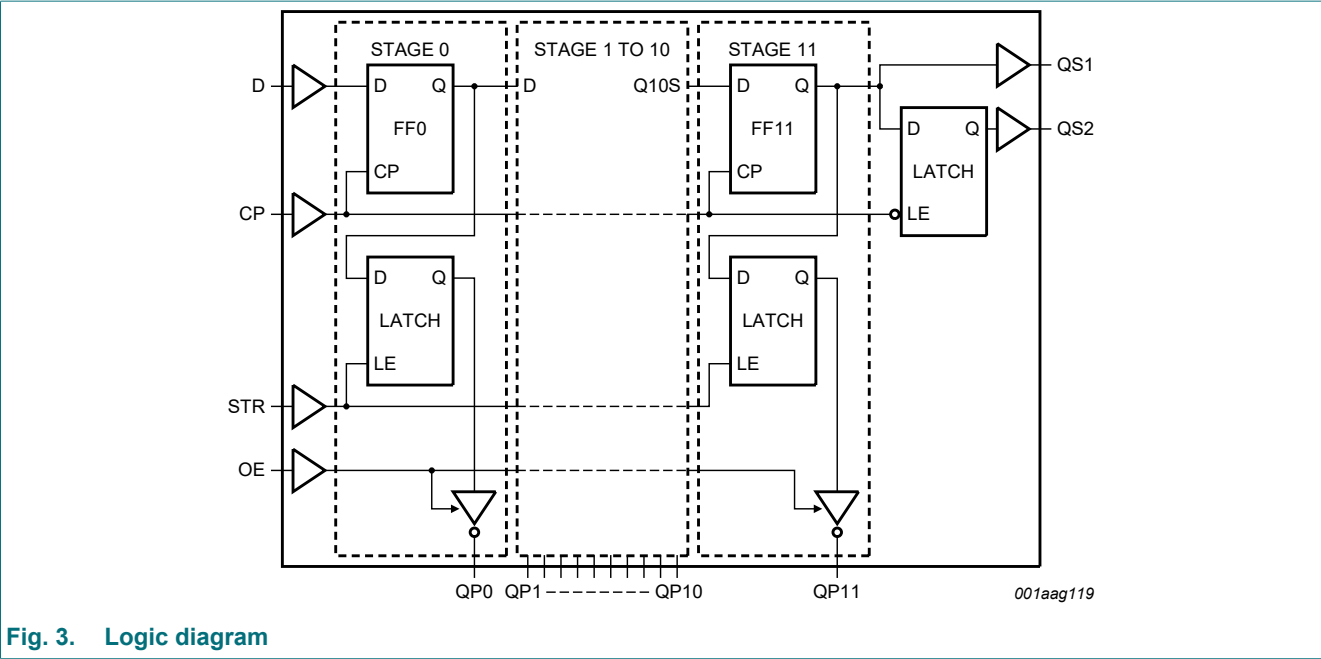 STAGE 0
STAGE 1 TO 10
STAGE 11
D
D
Q
D
Q10S
D
Q
QS1
FF0
FF11
D
Q
QS2
CP
CP
LATCH
CP
LE
D
Q
D
Q
LATCH
LATCH
LE
LE
STR
OE
QP0
QP1
QP10
QP11
001aag119
Fig. 3. Logic diagram